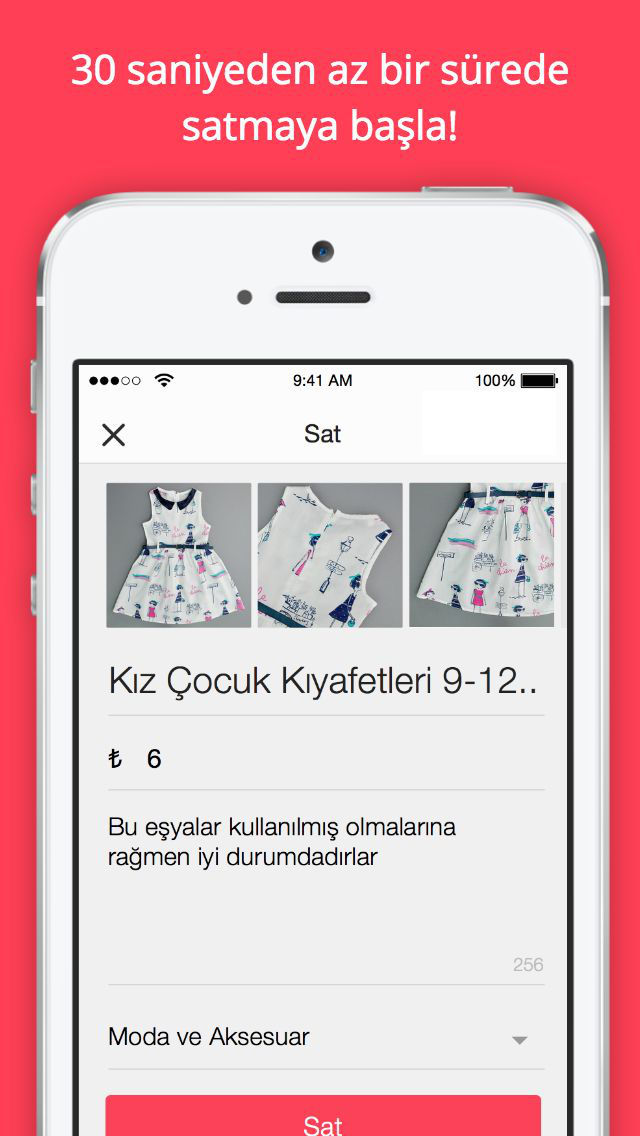 30 saniyeden az bir sürede
satmaya başla!
9:41 AM
100%
Sat
Kız Çocuk Kıyafetleri 9-12..
₺ 6
Bu eşyalar kullanılmış olmalarına
rağmen iyi durumdadırlar
256
Moda ve Aksesuar
Sat